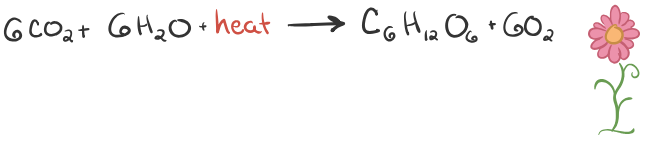 6CO₂ + 6H₂O + heat → C₆H₁₂O₆ + 6O₂